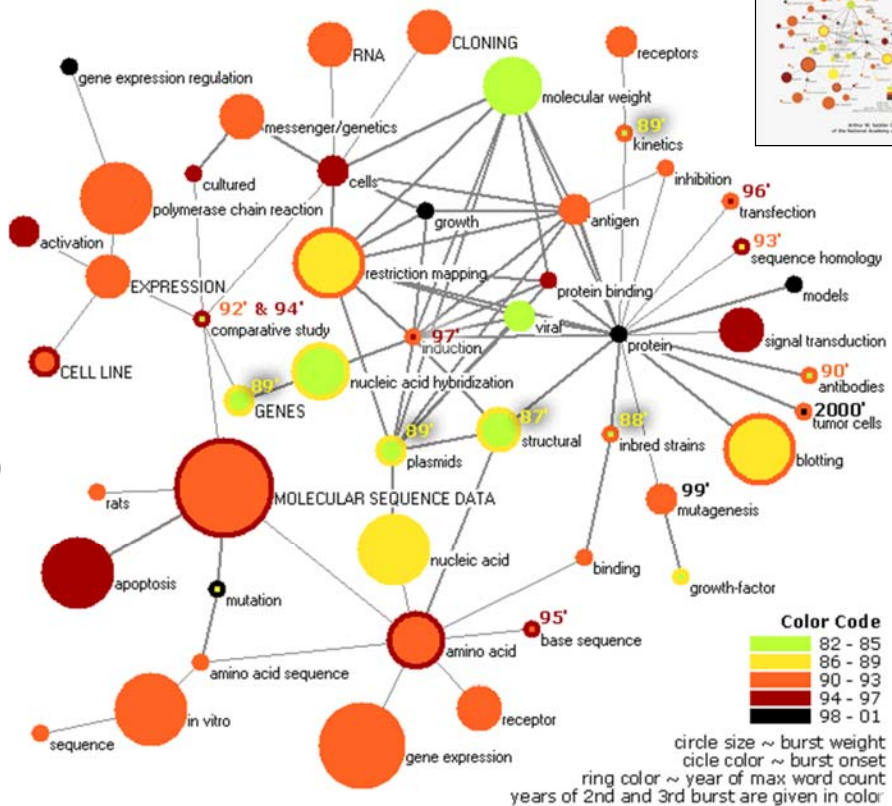 RNA
CLONING
receptors
gene expression regulation
molecular weight
messenger/genetics
89'
kinetics
cells
inhibition
cultured
polymerase chain reaction
96'
transfection
growth
antigen
activation
93'
sequence homology
restriction mapping
EXPRESSION
protein binding
models
92' & 94'
comparative study
viral
97'
induction
protein
signal transduction
CELL LINE
nucleic acid hybridization
90'
antibodies
89'
GENES
2000'
tumor cells
87'
structural
88'
inbred strains
89'
plasmids
blotting
MOLECULAR SEQUENCE DATA
99'
mutagenesis
rats
nucleic acid
apoptosis
binding
growth-factor
mutation
95'
base sequence
amino acid
amino acid sequence
in vitro
receptor
sequence
gene expression
Color Code
82 - 85
86 - 89
90 - 93
94 - 97
98 - 01
circle size ~ burst weight
cicle color ~ burst onset
ring color ~ year of max word count
years of 2nd and 3rd burst are given in color